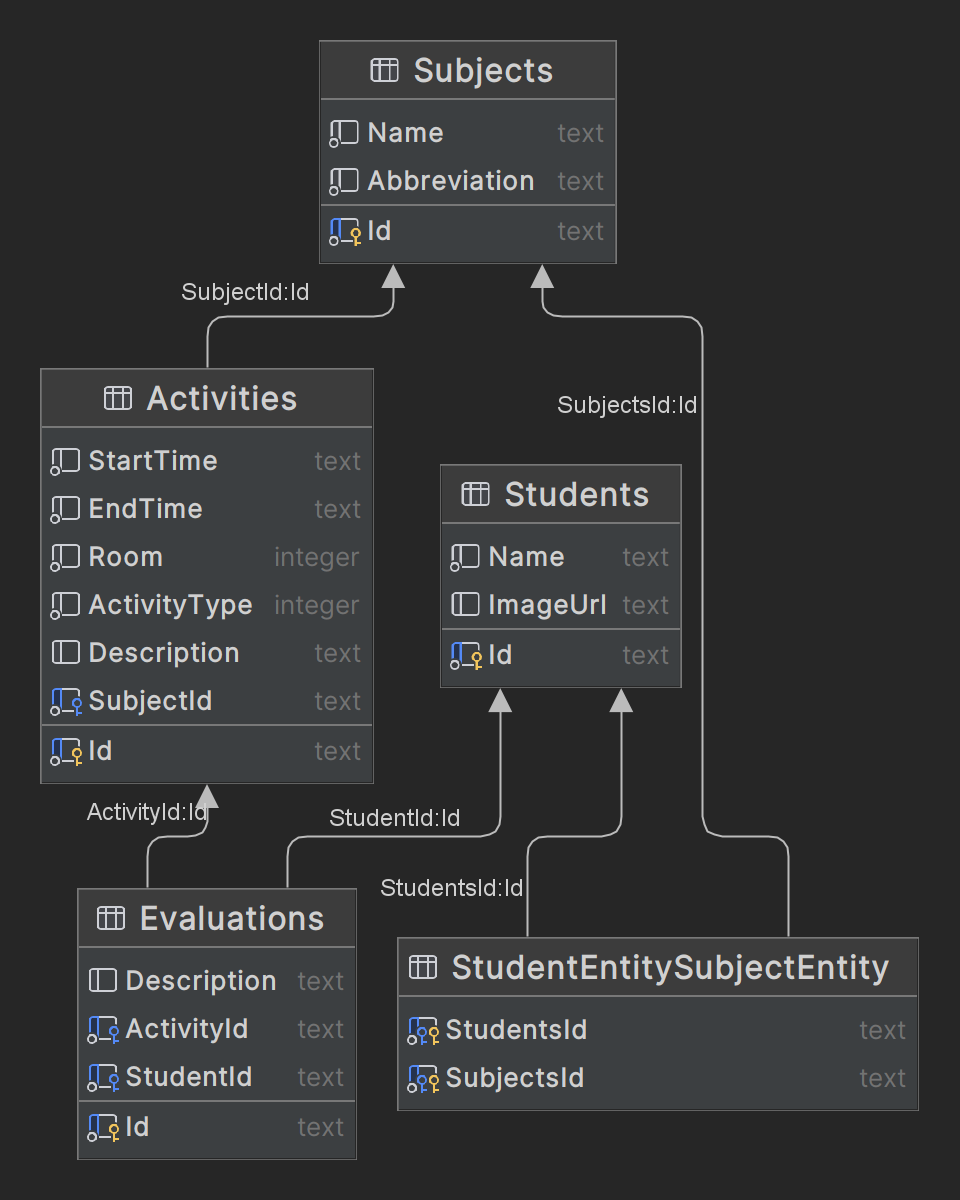 Subjects
Name text
Abbreviation text
Id text
SubjectId:Id
Activities
StartTime text
EndTime text
Room integer
ActivityType integer
Description text
SubjectId text
Id text
SubjectsId:Id
Students
Name text
ImageUrl text
Id text
ActivityId:Id
StudentId:Id
StudentsId:Id
Evaluations
Description text
ActivityId text
StudentId text
Id text
StudentEntitySubjectEntity
StudentsId text
SubjectsId text